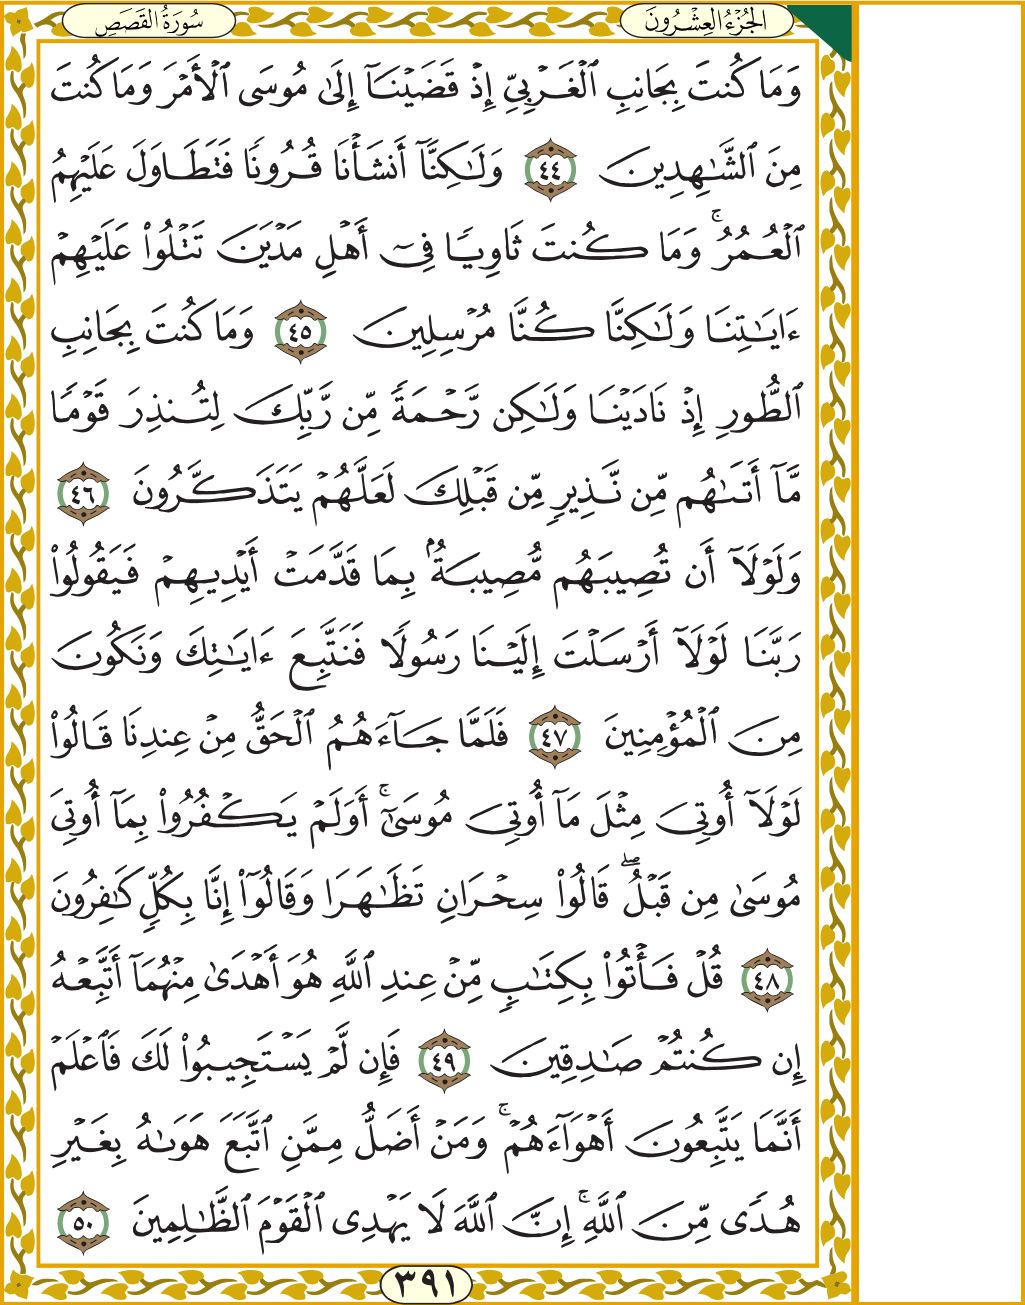 سُورَةُ القَصَصِ
الجُزْءُ العِشْرُونَ
وَمَا كُنتَ بِجَانِبِ ٱلْغَرْبِيِّ إِذْ قَضَيْنَآ إِلَىٰ مُوسَى ٱلْأَمْرَ وَمَا كُنتَ
مِنَ ٱلشَّٰهِدِينَ ٤٤ وَلَٰكِنَّآ أَنشَأْنَا قُرُونًا فَتَطَاوَلَ عَلَيْهِمُ
ٱلْعُمُرُ ۚ وَمَا كُنتَ ثَاوِيًا فِىٓ أَهْلِ مَدْيَنَ تَتْلُوا۟ عَلَيْهِمْ
ءَايَٰتِنَا وَلَٰكِنَّا كُنَّا مُرْسِلِينَ ٤٥ وَمَا كُنتَ بِجَانِبِ
ٱلطُّورِ إِذْ نَادَيْنَا وَلَٰكِن رَّحْمَةً مِّن رَّبِّكَ لِتُنذِرَ قَوْمًا
مَّآ أَتَىٰهُم مِّن نَّذِيرٍ مِّن قَبْلِكَ لَعَلَّهُمْ يَتَذَكَّرُونَ ٤٦
وَلَوْلَآ أَن تُصِيبَهُم مُّصِيبَةٌۢ بِمَا قَدَّمَتْ أَيْدِيهِمْ فَيَقُولُوا۟
رَبَّنَا لَوْلَآ أَرْسَلْتَ إِلَيْنَا رَسُولًا فَنَتَّبِعَ ءَايَٰتِكَ وَنَكُونَ
مِنَ ٱلْمُؤْمِنِينَ ٤٧ فَلَمَّا جَآءَهُمُ ٱلْحَقُّ مِنْ عِندِنَا قَالُوا۟
لَوْلَآ أُوتِىَ مِثْلَ مَآ أُوتِىَ مُوسَىٰٓ ۚ أَوَلَمْ يَكْفُرُوا۟ بِمَآ أُوتِىَ
مُوسَىٰ مِن قَبْلُ ۖ قَالُوا۟ سِحْرَانِ تَظَٰهَرَا وَقَالُوٓا۟ إِنَّا بِكُلٍّ كَٰفِرُونَ
٤٨ قُلْ فَأْتُوا۟ بِكِتَٰبٍ مِّنْ عِندِ ٱللَّهِ هُوَ أَهْدَىٰ مِنْهُمَآ أَتَّبِعْهُ
إِن كُنتُمْ صَٰدِقِينَ ٤٩ فَإِن لَّمْ يَسْتَجِيبُوا۟ لَكَ فَٱعْلَمْ
أَنَّمَا يَتَّبِعُونَ أَهْوَآءَهُمْ ۚ وَمَنْ أَضَلُّ مِمَّنِ ٱتَّبَعَ هَوَىٰهُ بِغَيْرِ
هُدًى مِّنَ ٱللَّهِ ۚ إِنَّ ٱللَّهَ لَا يَهْدِى ٱلْقَوْمَ ٱلظَّٰلِمِينَ ٥٠
٣٩١